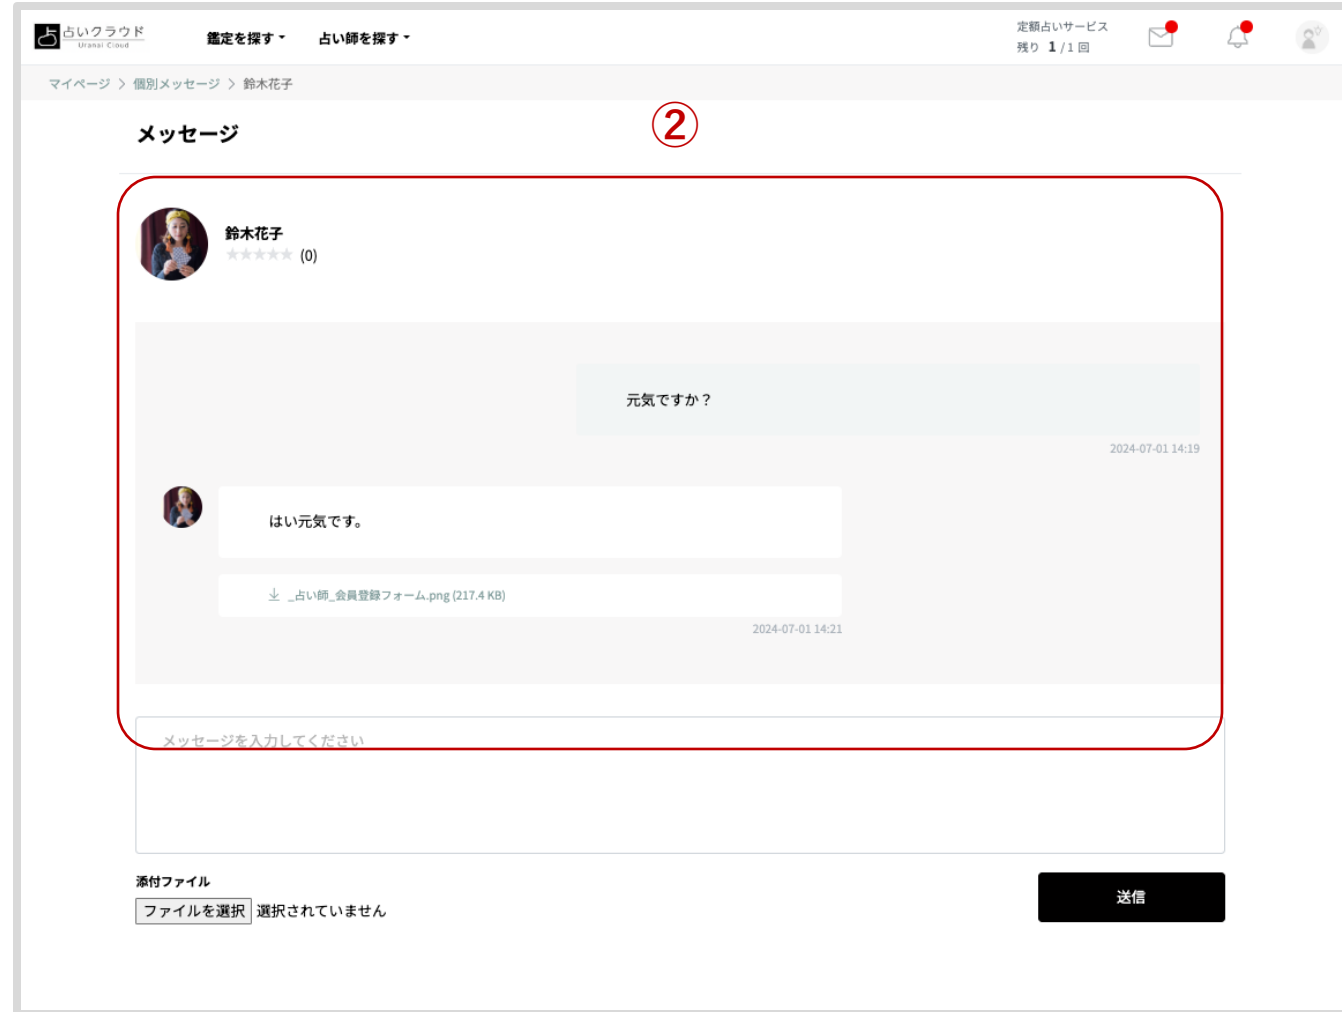 占 占いクラウド
Uranai Cloud
鑑定を探す
占い師を探す
定額占いサービス
残り 1 / 1 回
マイページ > 個別メッセージ > 鈴木花子
②
メッセージ
鈴木花子
★★★★★ (0)
元気ですか？
2024-07-01 14:19
はい元気です。
_占い師_会員登録フォーム.png (217.4 KB)
2024-07-01 14:21
メッセージを入力してください
添付ファイル
ファイルを選択 選択されていません
送信